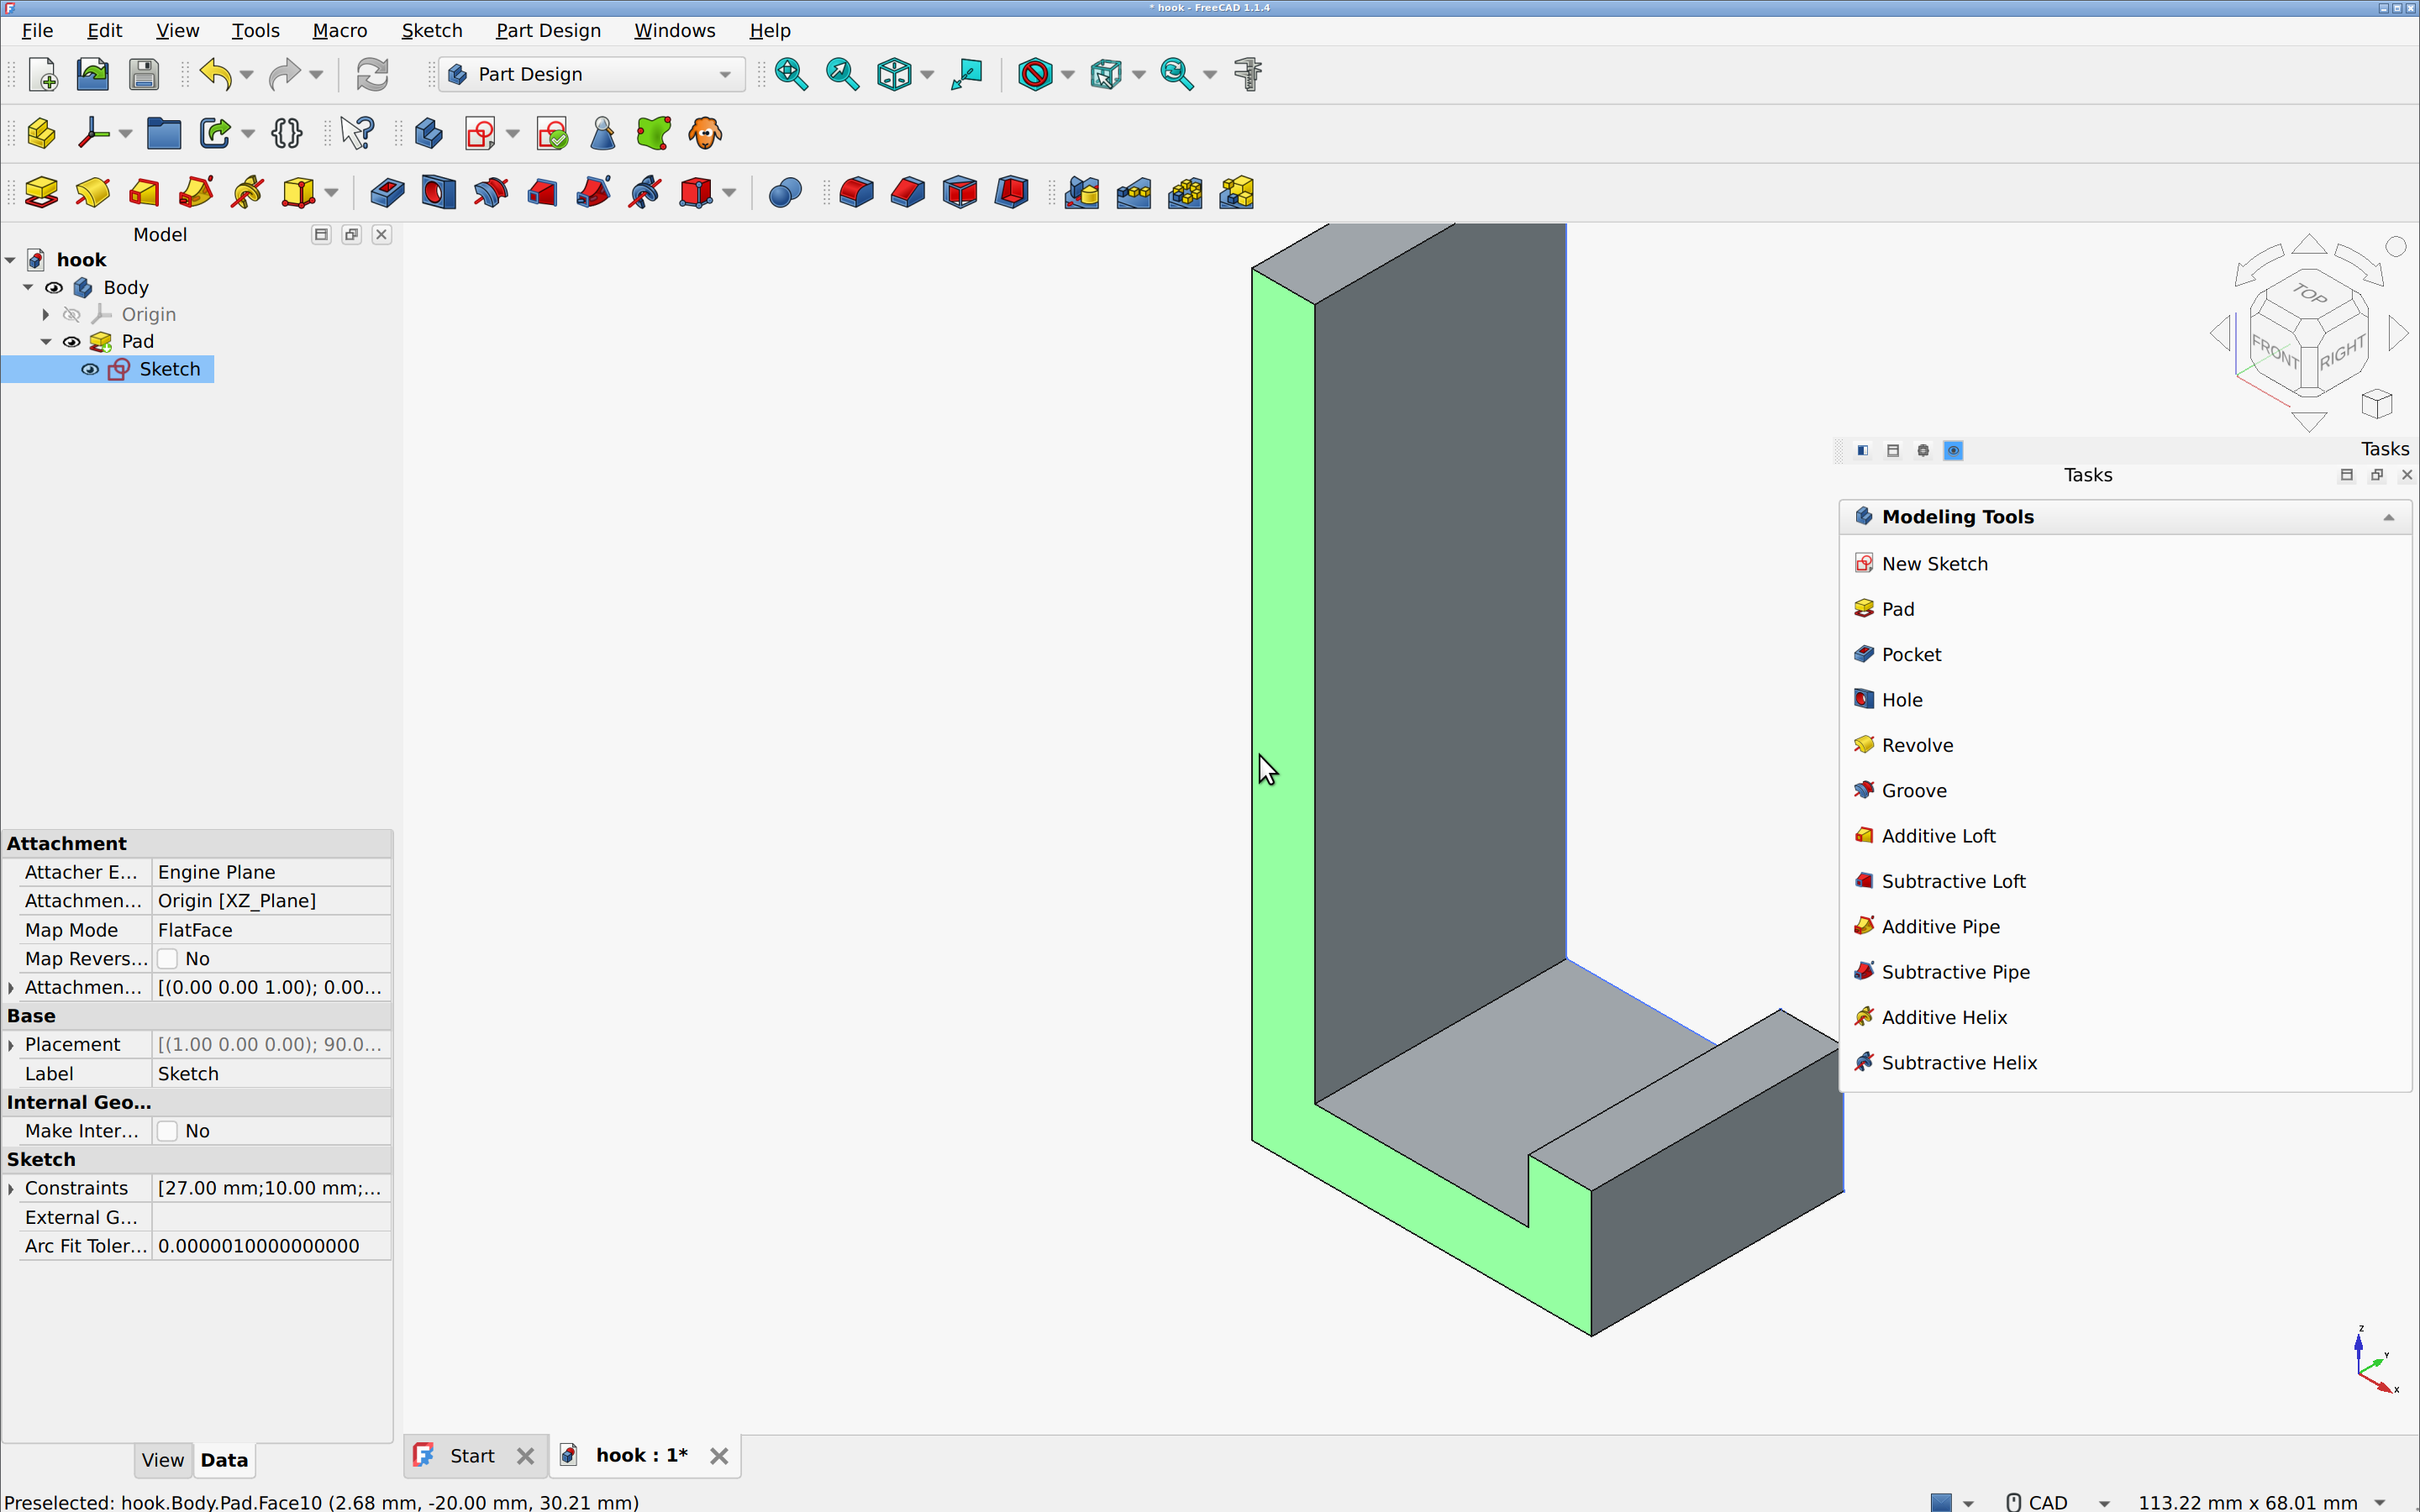 * hook - FreeCAD 1.1.4
File Edit View Tools Macro Sketch Part Design Windows Help
Part Design
Model
hook
Body
Origin
Pad
Sketch
TOP
FRONT
RIGHT
Tasks
Tasks
Modeling Tools
New Sketch
Pad
Pocket
Hole
Revolve
Groove
Additive Loft
Subtractive Loft
Additive Pipe
Subtractive Pipe
Additive Helix
Subtractive Helix
Attachment
Attacher E... Engine Plane
Attachmen... Origin [XZ_Plane]
Map Mode FlatFace
Map Revers... No
Attachmen... [(0.00 0.00 1.00); 0.00...
Base
Placement [(1.00 0.00 0.00); 90.0...
Label Sketch
Internal Geo...
Make Inter... No
Sketch
Constraints [27.00 mm;10.00 mm;...
External G...
Arc Fit Toler... 0.0000010000000000
Z
Y
X
View Data
Start hook : 1*
Preselected: hook.Body.Pad.Face10 (2.68 mm, -20.00 mm, 30.21 mm)
CAD 113.22 mm x 68.01 mm